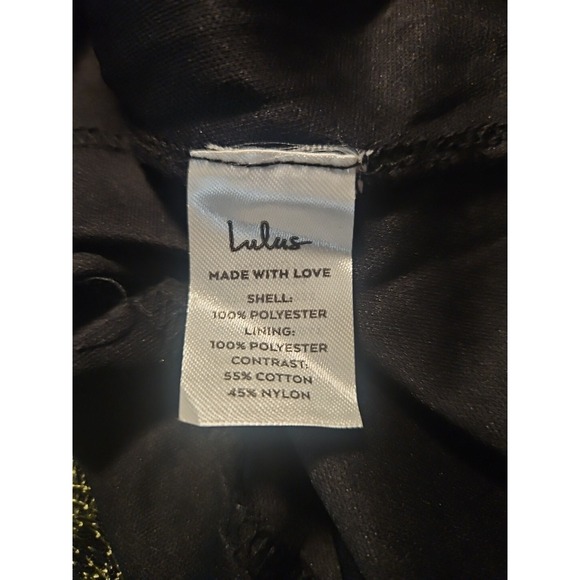 Lulus
MADE WITH LOVE
SHELL:
100% POLYESTER
LINING:
100% POLYESTER
CONTRAST:
55% COTTON
45% NYLON